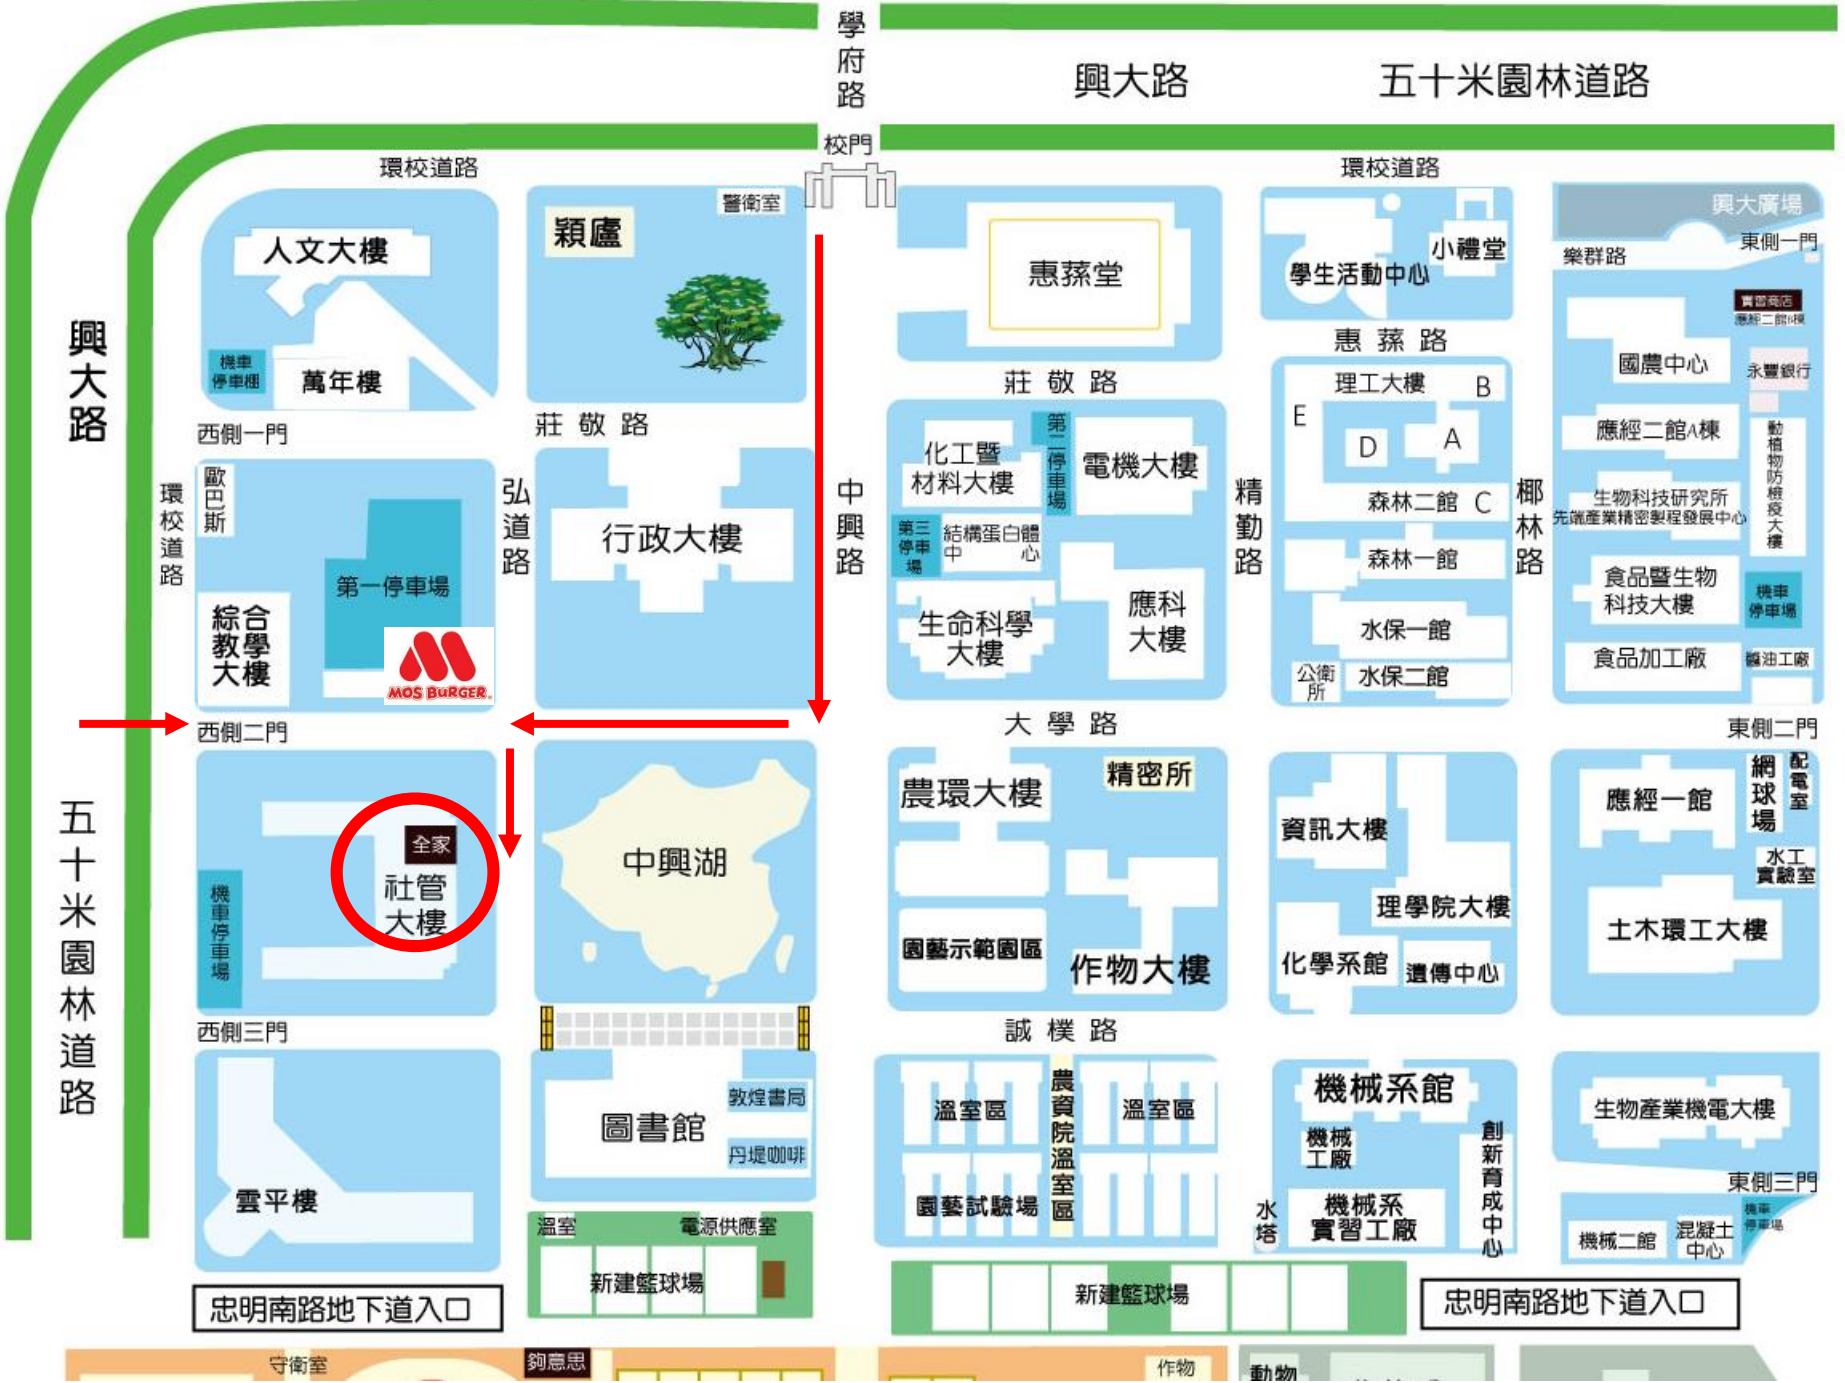 學府路
興大路
五十米園林道路
校門
環校道路
環校道路
人文大樓
機車
停車棚
萬年樓
西側一門
警衛室
穎廬
莊敬路
惠蓀堂
莊敬路
學生活動中心
小禮堂
惠蓀路
興大廣場
東側一門
樂群路
實習商店
應經二館B棟
國農中心
永豐銀行
應經二館A棟
動植物防檢疫大樓
生物科技研究所
先端產業精密製程發展中心
食品暨生物
科技大樓
機車
停車場
食品加工廠
醬油工廠
東側二門
興大路
環校道路
歐巴斯
第一停車場
綜合
教學
大樓
MOS BURGER
弘道路
行政大樓
中興路
化工暨
材料大樓
第二停車場
電機大樓
第三
停車
場
結構蛋白體
中心
生命科學
大樓
應科
大樓
精勤路
理工大樓
B
E
D
A
森林二館
C
森林一館
水保一館
公衛
所
水保二館
椰林路
西側二門
大學路
五十米園林道路
全家
社管
大樓
機車停車場
西側三門
中興湖
農環大樓
精密所
園藝示範園區
作物大樓
誠樸路
資訊大樓
理學院大樓
化學系館
遺傳中心
應經一館
網球場
配電室
水工
實驗室
土木環工大樓
雲平樓
圖書館
敦煌書局
丹堤咖啡
溫室
電源供應室
新建籃球場
溫室區
農資院溫室區
溫室區
園藝試驗場
新建籃球場
機械系館
機械
工廠
創新育成中心
水塔
機械系
實習工廠
生物產業機電大樓
東側三門
機車
停車場
機械二館
混凝土
中心
忠明南路地下道入口
忠明南路地下道入口
守衛室
夠意思
作物
動物